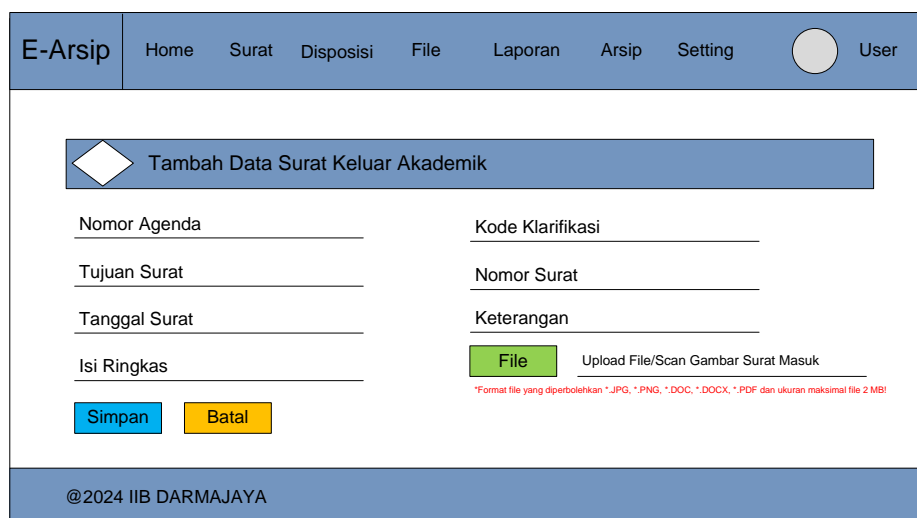 E-Arsip Home Surat Disposisi File Laporan Arsip Setting User
Tambah Data Surat Keluar Akademik
Nomor Agenda
Kode Klarifikasi
Tujuan Surat
Nomor Surat
Tanggal Surat
Keterangan
Isi Ringkas
File Upload File/Scan Gambar Surat Masuk
*Format file yang diperbolehkan *.JPG, *.PNG, *.DOC, *.DOCX, *.PDF dan ukuran maksimal file 2 MB!
Simpan Batal
@2024 IIB DARMAJAYA